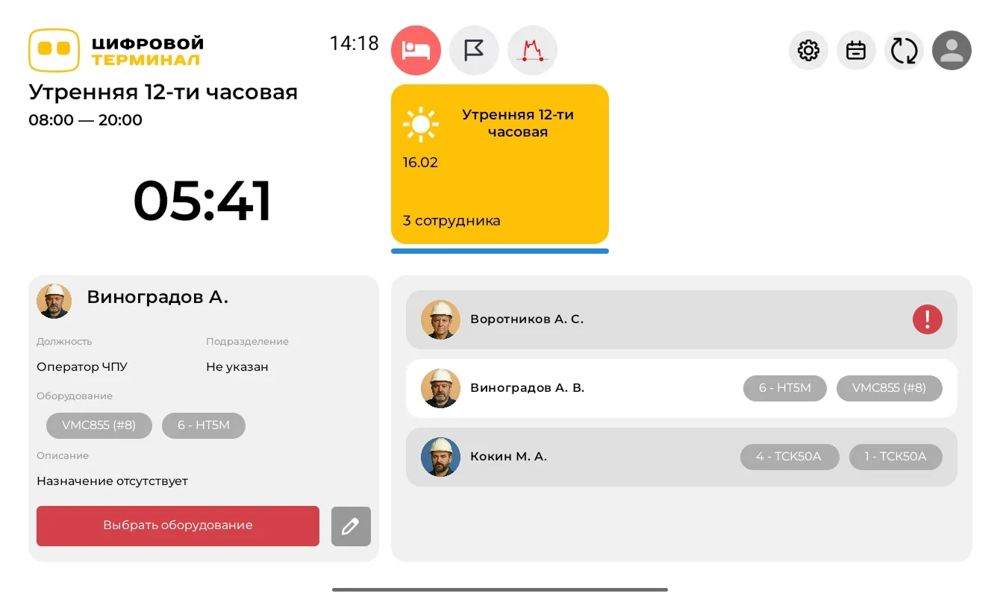 ЦИФРОВОЙ
ТЕРМИНАЛ
14:18
Утренняя 12-ти часовая
08:00 — 20:00
05:41
Утренняя 12-ти
часовая
16.02
3 сотрудника
Виноградов А.
Должность
Подразделение
Оператор ЧПУ
Не указан
Оборудование
VMC855 (#8)
6 - HT5M
Описание
Назначение отсутствует
Выбрать оборудование
Воротников А. С.
!
Виноградов А. В.
6 - HT5M
VMC855 (#8)
Кокин М. А.
4 - TCK50A
1 - TCK50A